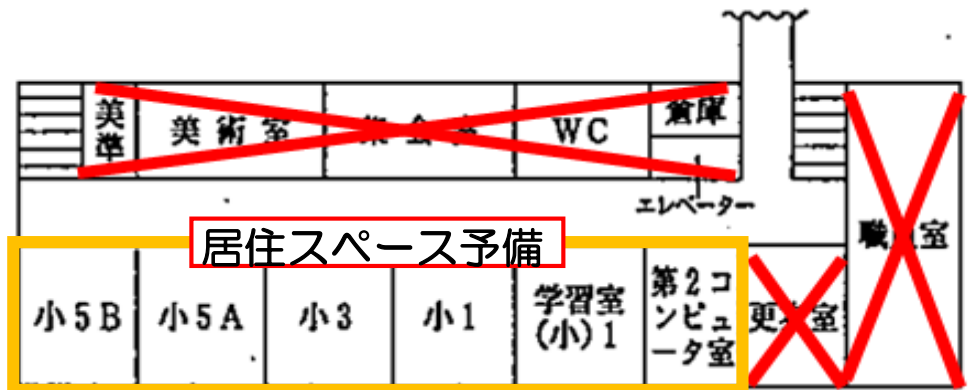 美準
美術室
WC
倉庫
エレベーター
居住スペース予備
職員室
小5B
小5A
小3
小1
学習室
(小)1
第2コ
ンピュ
ータ室
更衣室